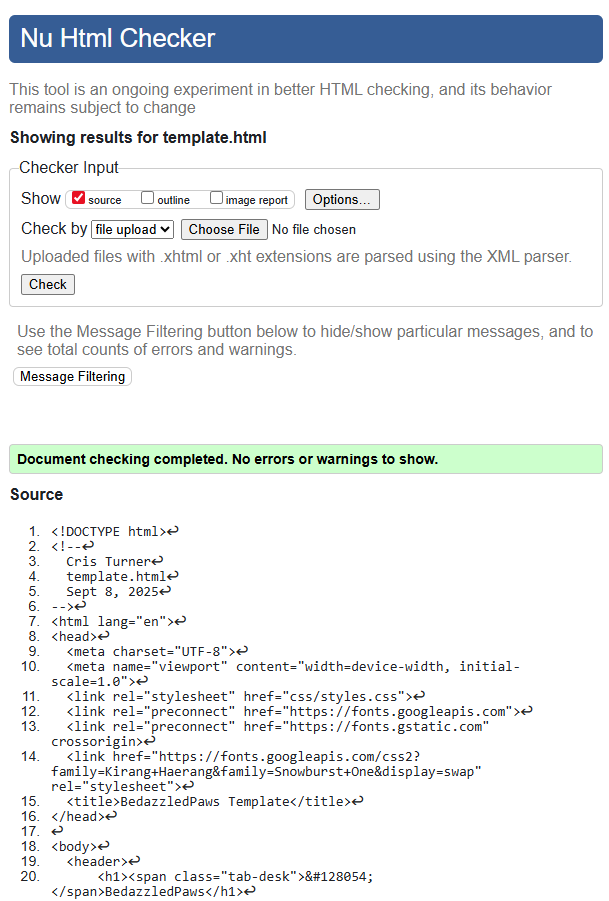 Nu Html Checker
This tool is an ongoing experiment in better HTML checking, and its behavior
remains subject to change
Showing results for template.html
Checker Input
Show source outline image report Options...
Check by file upload Choose File No file chosen
Uploaded files with .xhtml or .xht extensions are parsed using the XML parser.
Check
Use the Message Filtering button below to hide/show particular messages, and to
see total counts of errors and warnings.
Message Filtering
Document checking completed. No errors or warnings to show.
Source
1. <!DOCTYPE html>↩
2. <!--↩
3.   Cris Turner↩
4.   template.html↩
5.   Sept 8, 2025↩
6. -->↩
7. <html lang="en">↩
8. <head>↩
9.   <meta charset="UTF-8">↩
10.   <meta name="viewport" content="width=device-width, initial-
scale=1.0">↩
11.   <link rel="stylesheet" href="css/styles.css">↩
12.   <link rel="preconnect" href="https://fonts.googleapis.com">↩
13.   <link rel="preconnect" href="https://fonts.gstatic.com"
crossorigin>↩
14.   <link href="https://fonts.googleapis.com/css2?
family=Kirang+Haerang&family=Snowburst+One&display=swap"
rel="stylesheet">↩
15.   <title>BedazzledPaws Template</title>↩
16. </head>↩
17. ↩
18. <body>↩
19.   <header>↩
20.       <h1><span class="tab-desk">&#128054;
</span>BedazzledPaws</h1>↩